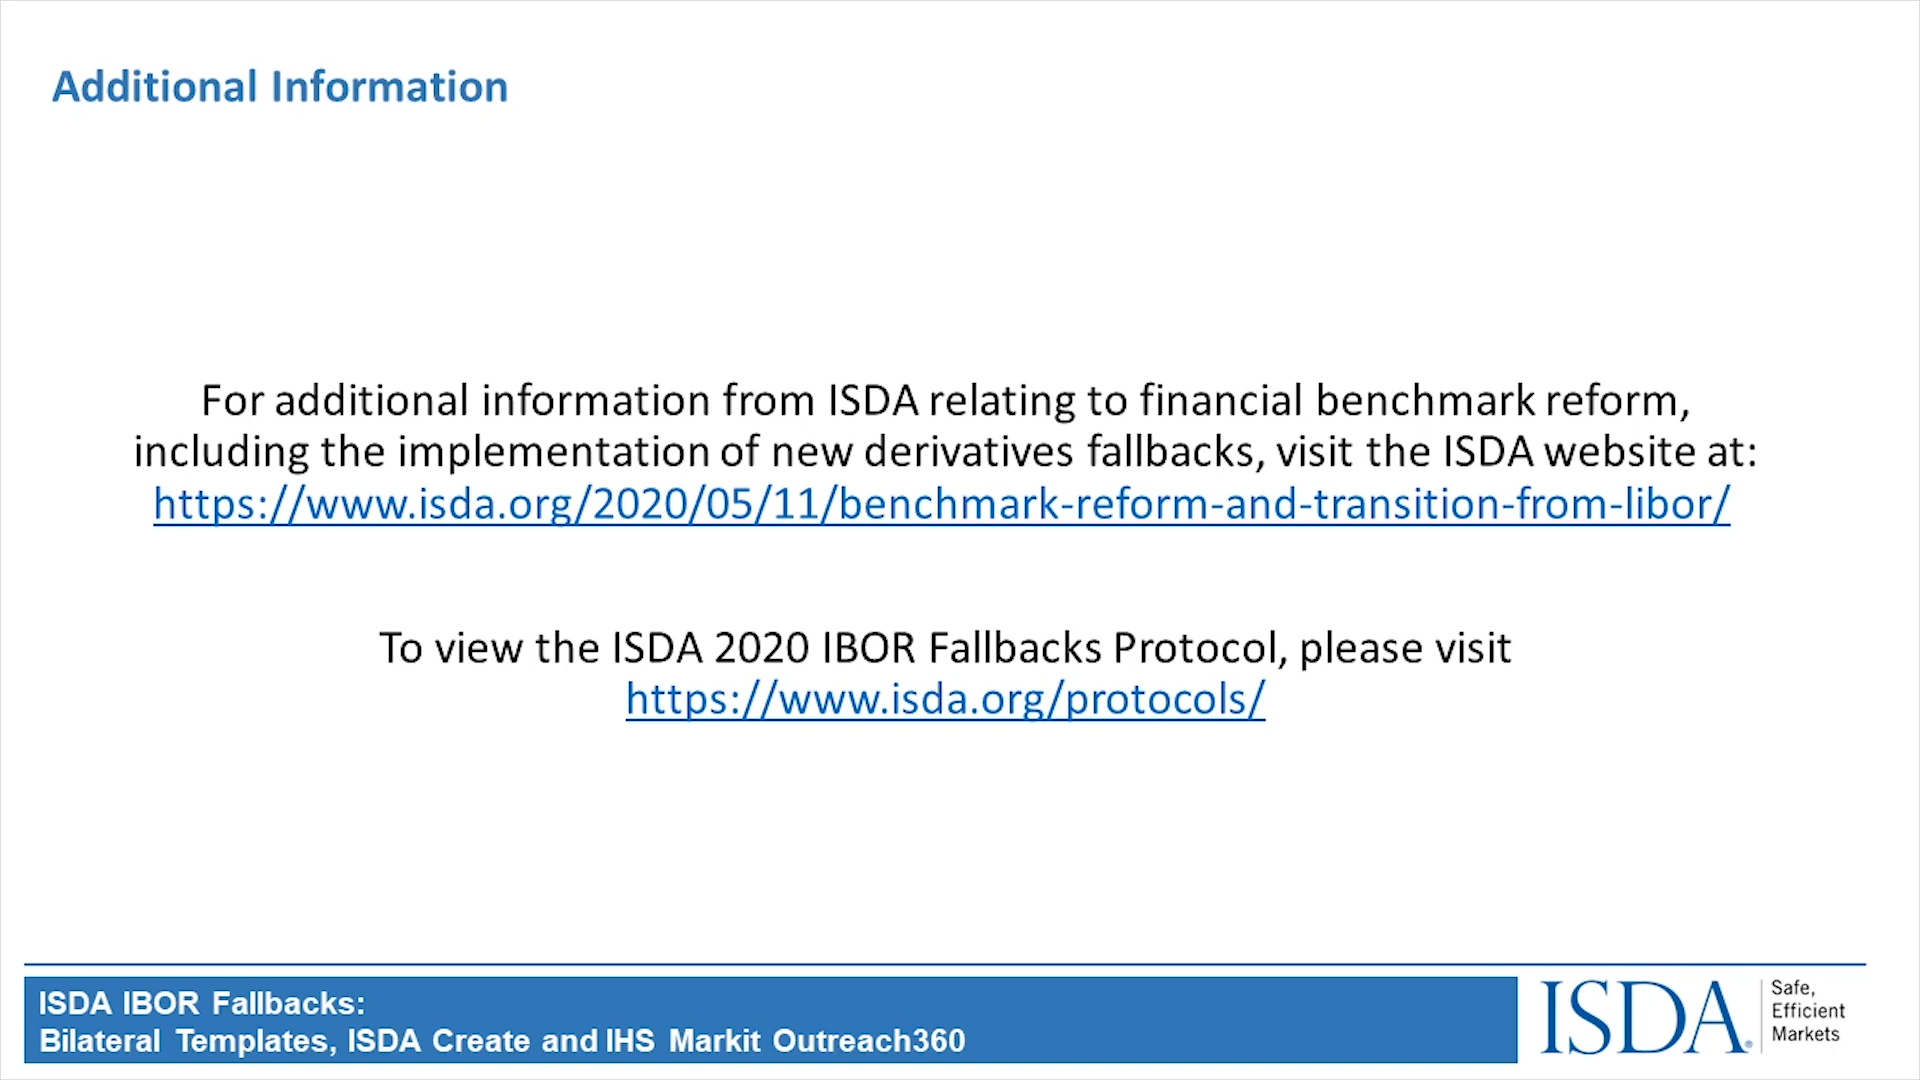 Additional Information
For additional information from ISDA relating to financial benchmark reform,
including the implementation of new derivatives fallbacks, visit the ISDA website at:
https://www.isda.org/2020/05/11/benchmark-reform-and-transition-from-libor/
To view the ISDA 2020 IBOR Fallbacks Protocol, please visit
https://www.isda.org/protocols/
ISDA IBOR Fallbacks:
Bilateral Templates, ISDA Create and IHS Markit Outreach360
ISDA®
Safe,
Efficient
Markets